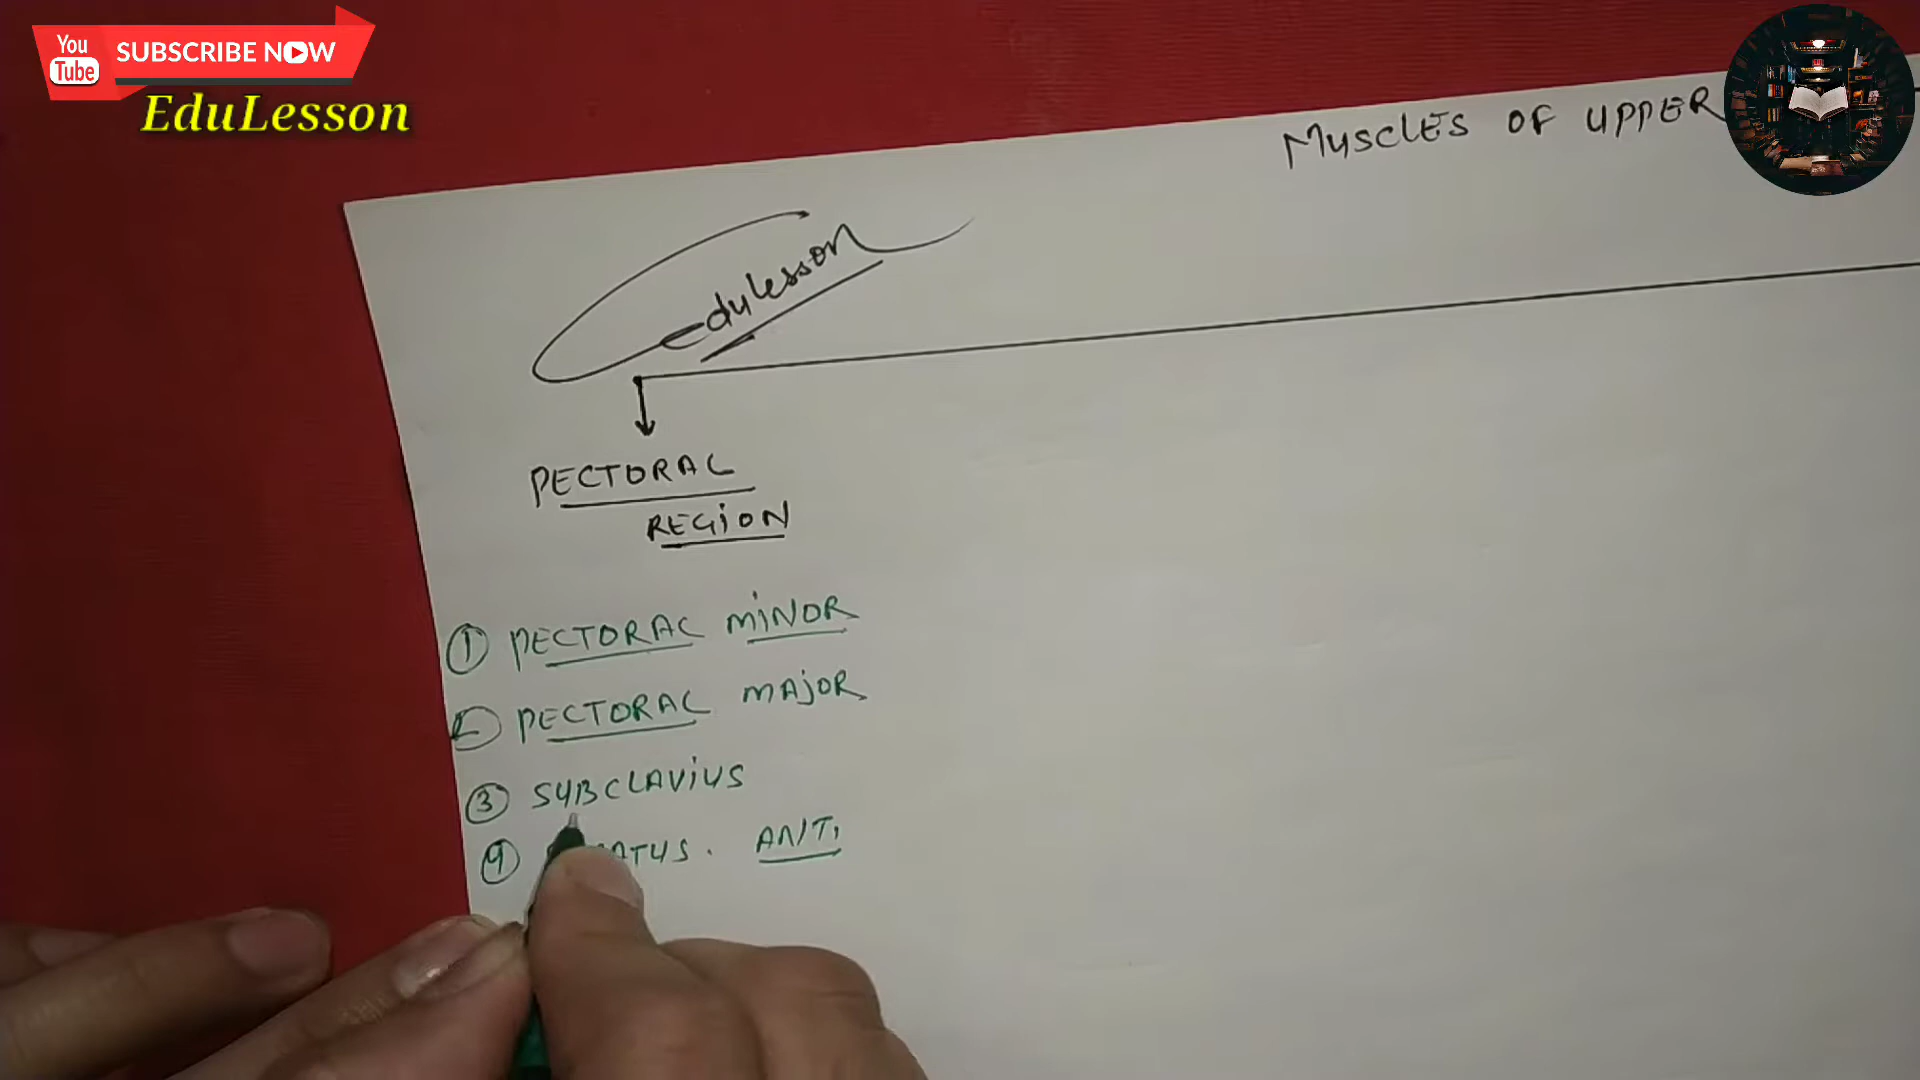 You
Tube
SUBSCRIBE NOW
EduLesson
MUSCLES OF UPPER
Edulesson
PECTORAL
REGION
① PECTORAL MINOR
② PECTORAL MAJOR
③ SUBCLAVIUS
④ ANT.